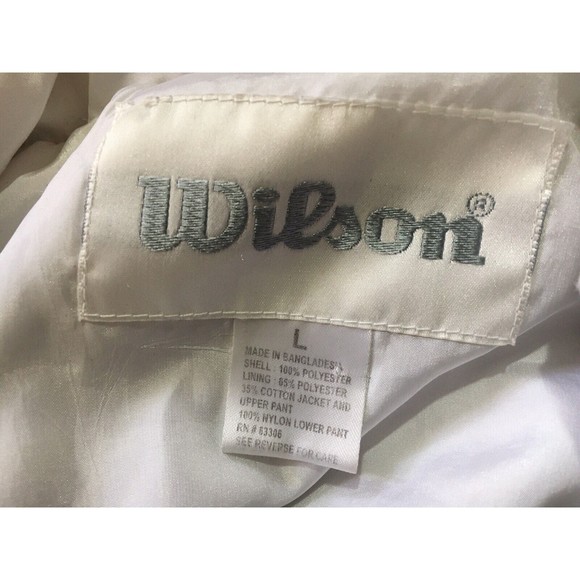 Wilson®
L
MADE IN BANGLADESH
SHELL : 100% POLYESTER
LINING : 65% POLYESTER
35% COTTON JACKET AND
UPPER PANT
100% NYLON LOWER PANT
RN # 63306
SEE REVERSE FOR CARE